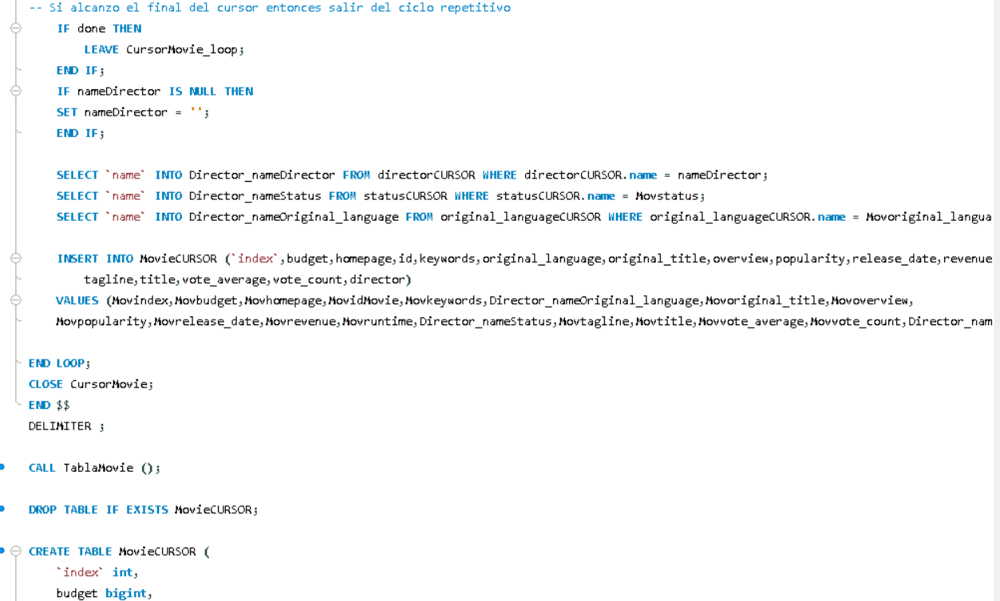 -- Si alcanzo el final del cursor entonces salir del ciclo repetitivo
IF done THEN
LEAVE CursorMovie_loop;
END IF;
IF nameDirector IS NULL THEN
SET nameDirector = '';
END IF;
SELECT `name` INTO Director_nameDirector FROM directorCURSOR WHERE directorCURSOR.name = nameDirector;
SELECT `name` INTO Director_nameStatus FROM statusCURSOR WHERE statusCURSOR.name = Movstatus;
SELECT `name` INTO Director_nameOriginal_language FROM original_languageCURSOR WHERE original_languageCURSOR.name = Movoriginal_langua
INSERT INTO MovieCURSOR (`index`,budget,homepage,id,keywords,original_language,original_title,overview,popularity,release_date,revenue
tagline,title,vote_average,vote_count,director)
VALUES (Movindex,Movbudget,Movhomepage,MovidMovie,Movkeywords,Director_nameOriginal_language,Movoriginal_title,Movoverview,
Movpopularity,Movrelease_date,Movrevenue,Movruntime,Director_nameStatus,Movtagline,Movtitle,Movvote_average,Movvote_count,Director_nam
END LOOP;
CLOSE CursorMovie;
END $$
DELIMITER ;
CALL TablaMovie ();
DROP TABLE IF EXISTS MovieCURSOR;
CREATE TABLE MovieCURSOR (
`index` int,
budget bigint,